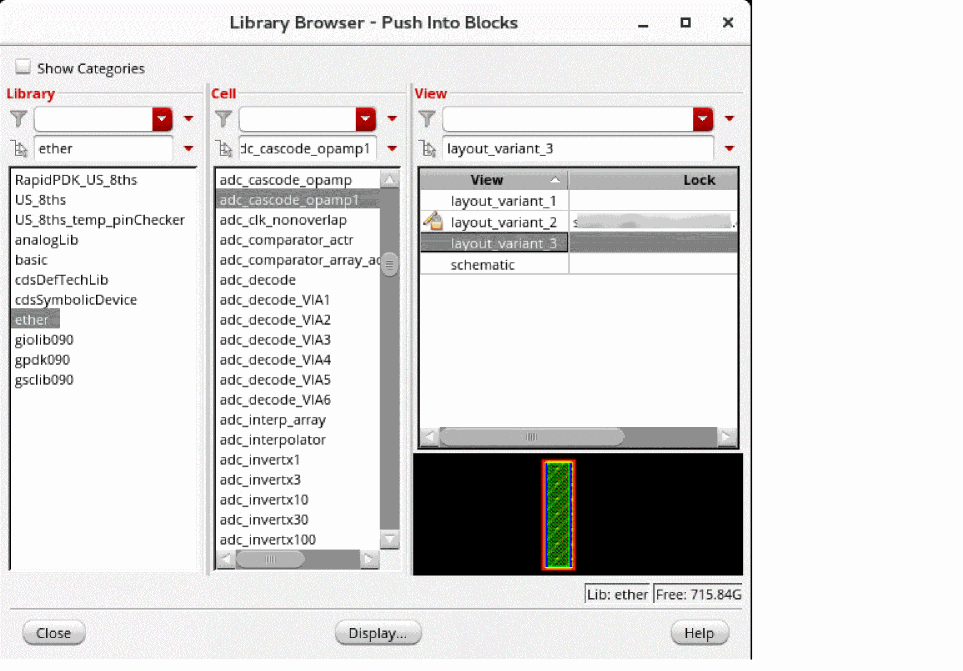 Library Browser - Push Into Blocks
Show Categories
Library
Cell
View
ether
dc_cascode_opamp1
layout_variant_3
RapidPDK_US_8ths
US_8ths
US_8ths_temp_pinChecker
analogLib
basic
cdsDefTechLib
cdsSymbolicDevice
ether
giolib090
gpdk090
gsclib090
adc_cascode_opamp
adc_cascode_opamp1
adc_clk_nonoverlap
adc_comparator_actr
adc_comparator_array_ac
adc_decode
adc_decode_VIA1
adc_decode_VIA2
adc_decode_VIA3
adc_decode_VIA4
adc_decode_VIA5
adc_decode_VIA6
adc_interp_array
adc_interpolator
adc_invertx1
adc_invertx3
adc_invertx10
adc_invertx30
adc_invertx100
View Lock
layout_variant_1
layout_variant_2
layout_variant_3
schematic
Lib: ether Free: 715.84G
Close Display... Help